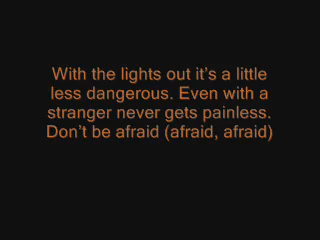 With the lights out it’s a little
less dangerous. Even with a
stranger never gets painless.
Don’t be afraid (afraid, afraid)